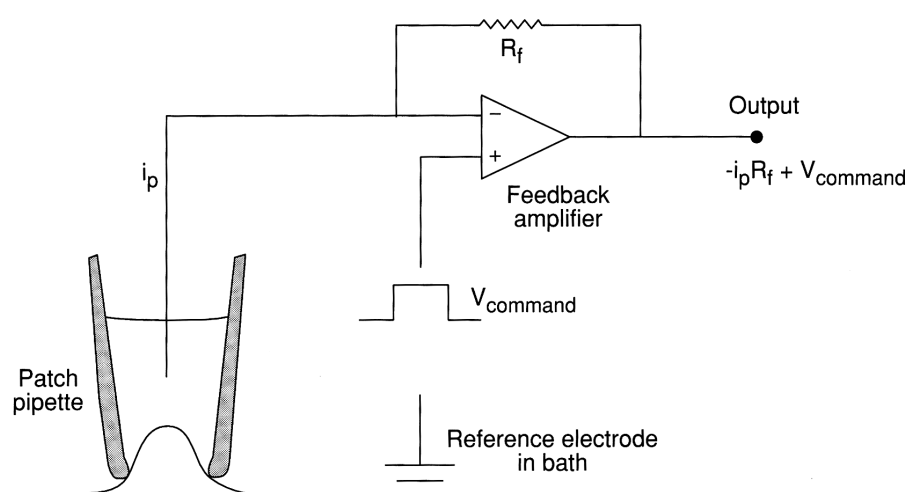 R_f
Output
-i_pR_f + V_command
−
+
i_p
Feedback
amplifier
V_command
Patch
pipette
Reference electrode
in bath